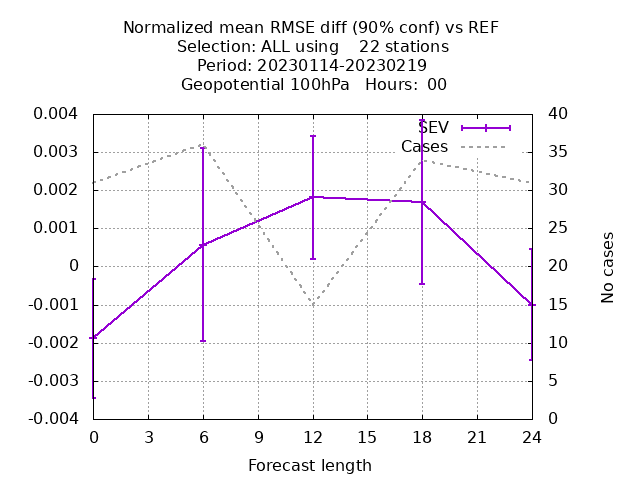 Normalized mean RMSE diff (90% conf) vs REF
Selection: ALL using    22 stations
Period: 20230114-20230219
Geopotential 100hPa   Hours:  00
SEV
Cases
0.004
0.003
0.002
0.001
0
-0.001
-0.002
-0.003
-0.004
40
35
30
25
20
15
10
5
0
No cases
0 3 6 9 12 15 18 21 24
Forecast length